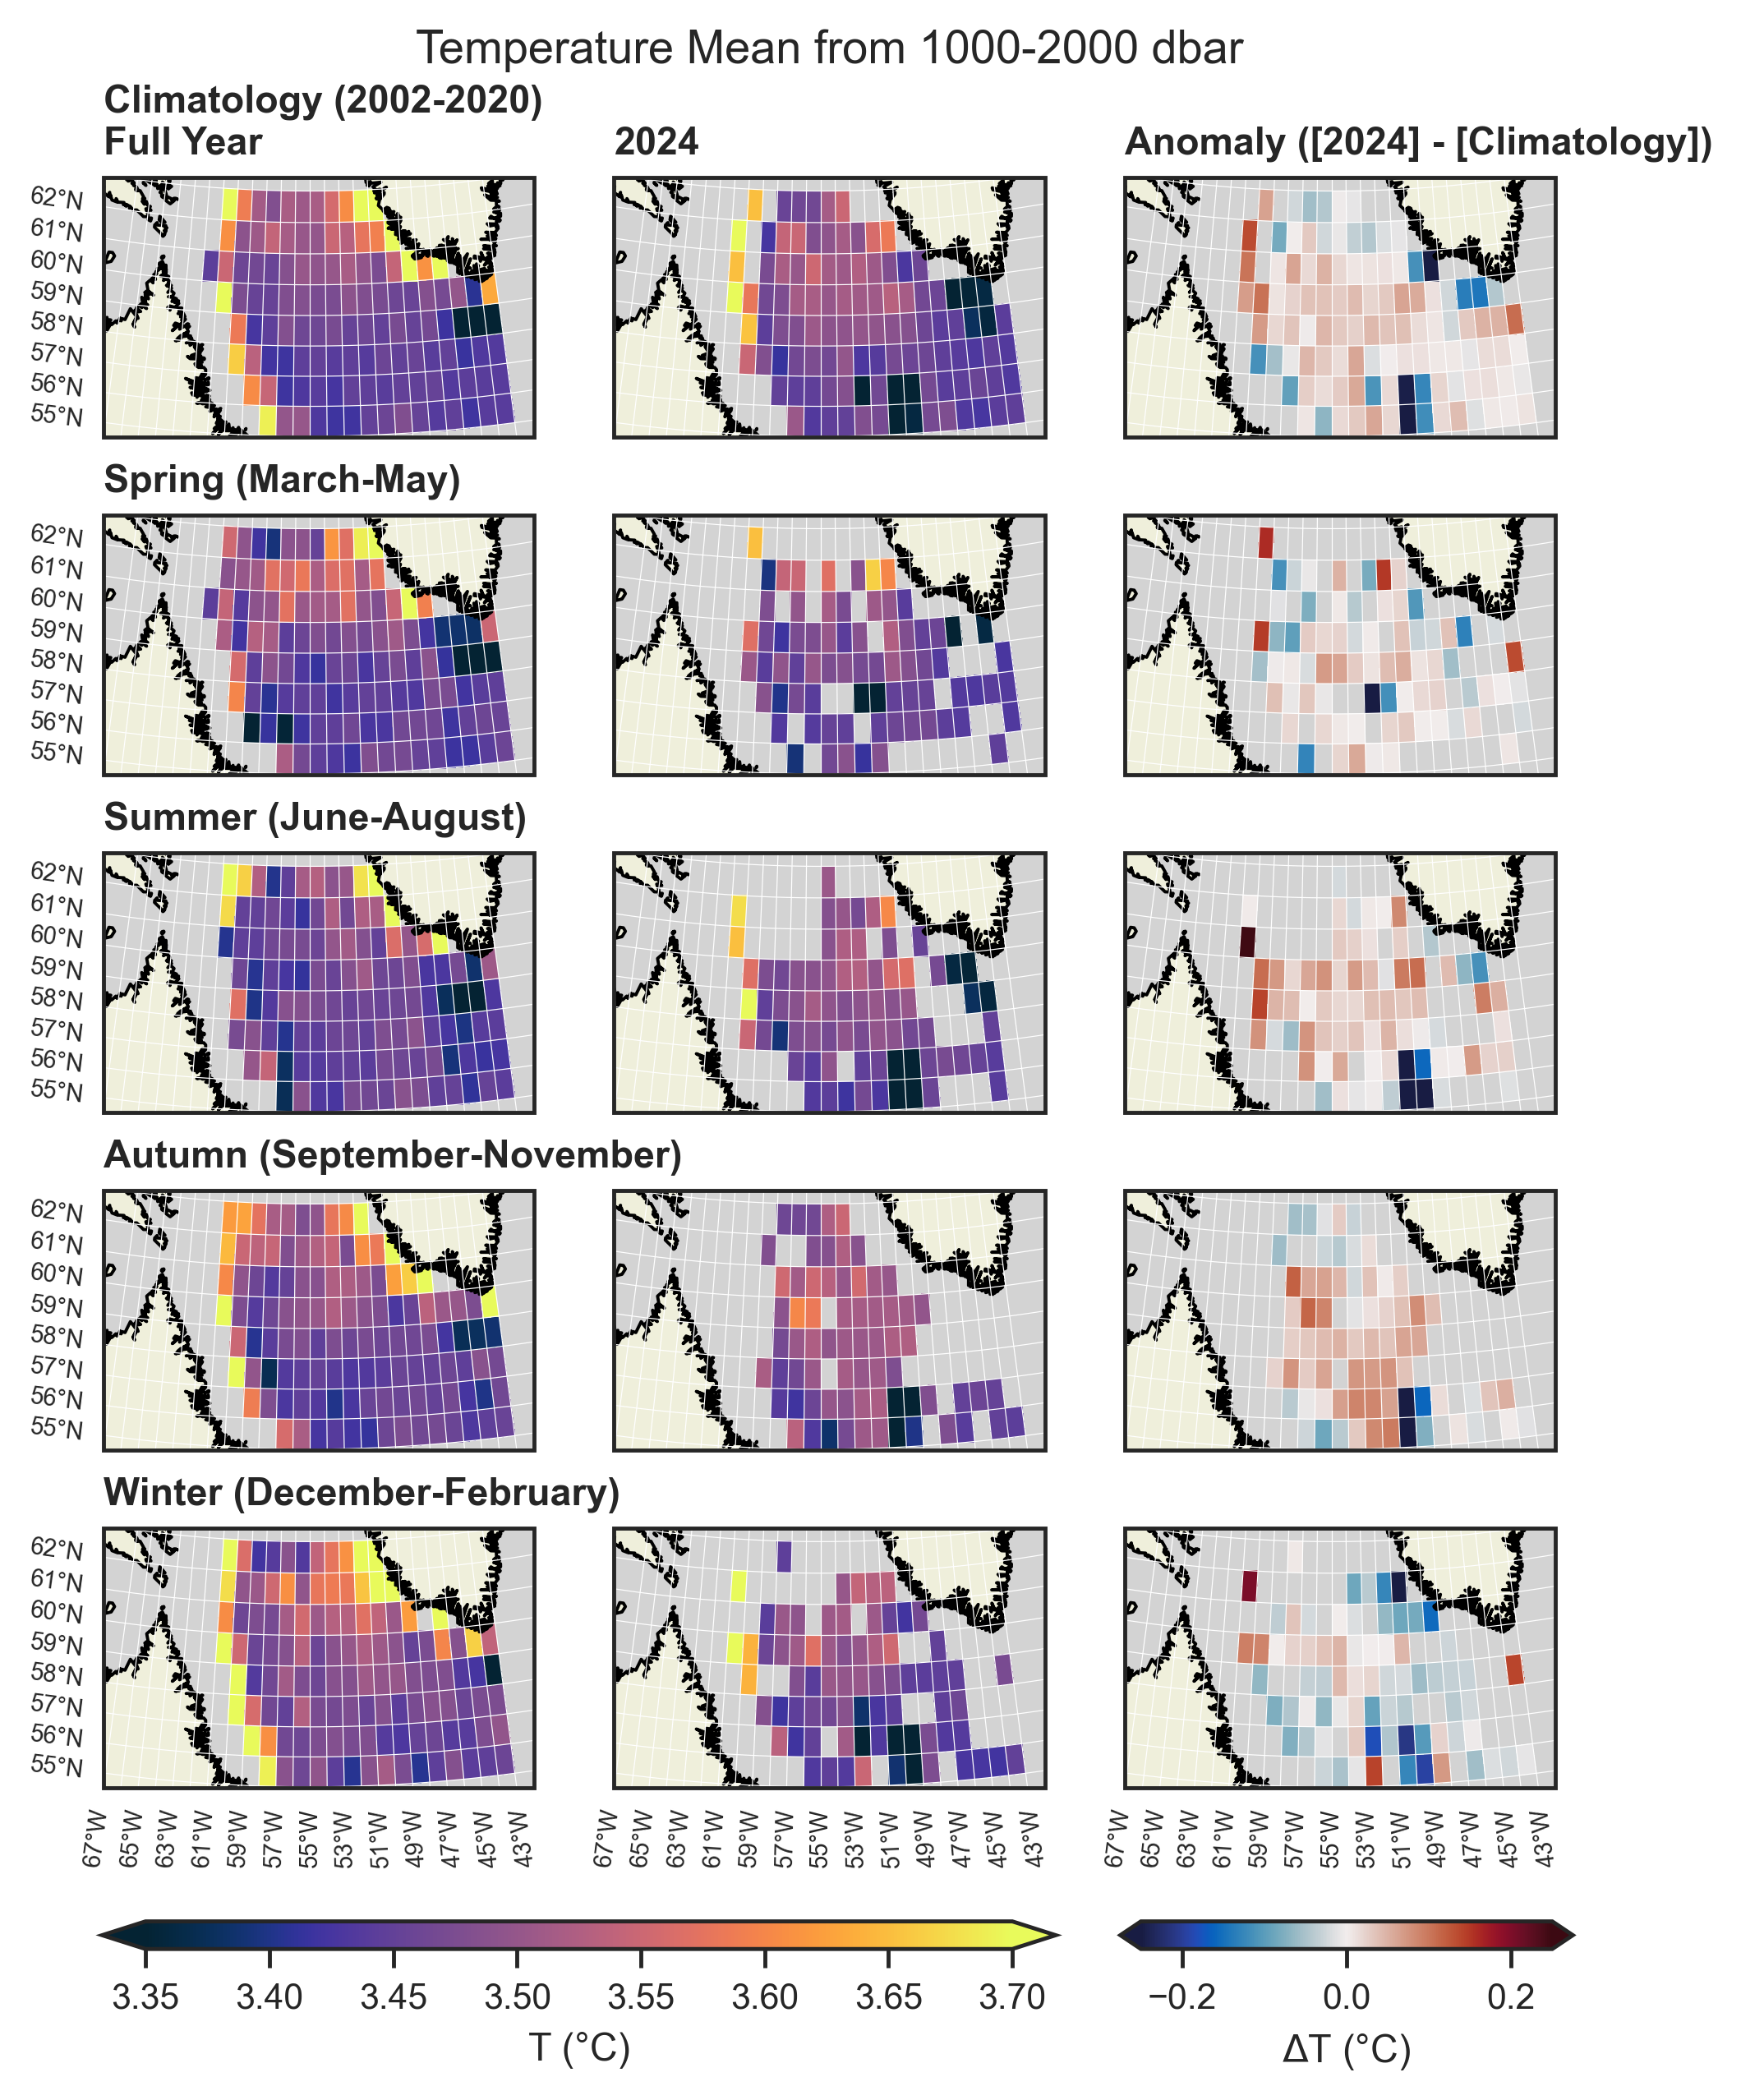 Temperature Mean from 1000-2000 dbar
Climatology (2002-2020)
Full Year
2024
Anomaly ([2024] - [Climatology])
62°N
61°N
60°N
59°N
58°N
57°N
56°N
55°N
Spring (March-May)
62°N
61°N
60°N
59°N
58°N
57°N
56°N
55°N
Summer (June-August)
62°N
61°N
60°N
59°N
58°N
57°N
56°N
55°N
Autumn (September-November)
62°N
61°N
60°N
59°N
58°N
57°N
56°N
55°N
Winter (December-February)
62°N
61°N
60°N
59°N
58°N
57°N
56°N
55°N
67°W 65°W 63°W 61°W 59°W 57°W 55°W 53°W 51°W 49°W 47°W 45°W 43°W
67°W 65°W 63°W 61°W 59°W 57°W 55°W 53°W 51°W 49°W 47°W 45°W 43°W
67°W 65°W 63°W 61°W 59°W 57°W 55°W 53°W 51°W 49°W 47°W 45°W 43°W
3.35 3.40 3.45 3.50 3.55 3.60 3.65 3.70
T (°C)
−0.2 0.0 0.2
ΔT (°C)